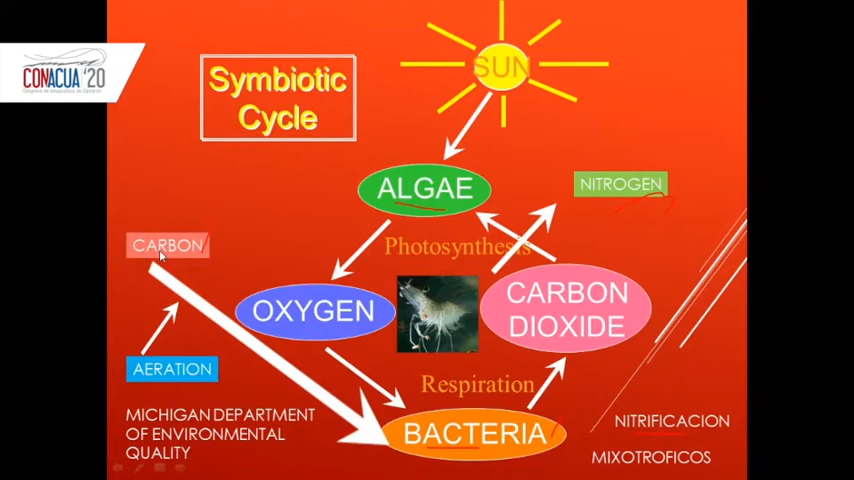 CONACUA '20
Symbiotic
Cycle
SUN
ALGAE
NITROGEN
CARBON
Photosynthesis
OXYGEN
CARBON
DIOXIDE
AERATION
Respiration
MICHIGAN DEPARTMENT
OF ENVIRONMENTAL
QUALITY
BACTERIA
NITRIFICACION
MIXOTROFICOS